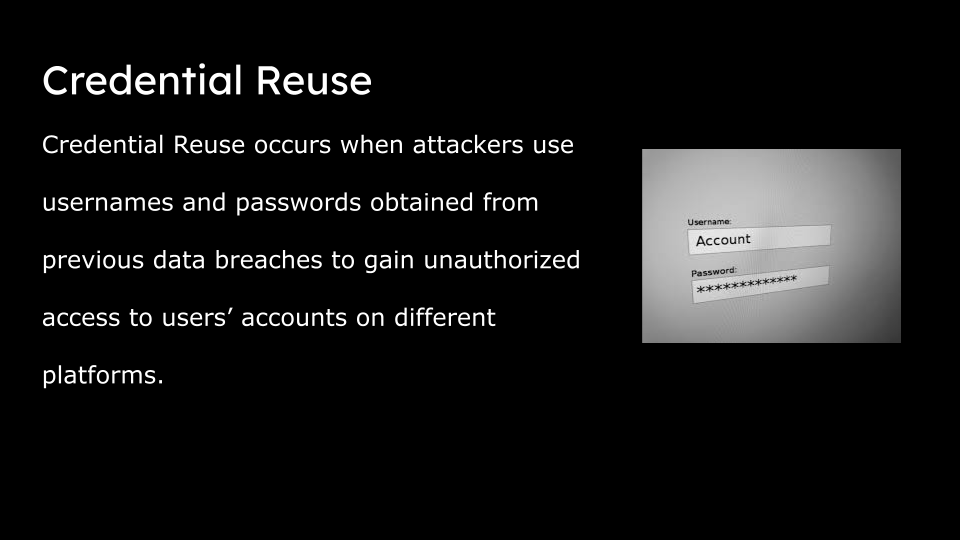 Credential Reuse
Credential Reuse occurs when attackers use
usernames and passwords obtained from
previous data breaches to gain unauthorized
access to users’ accounts on different
platforms.
Username:
Account
Password:
*************